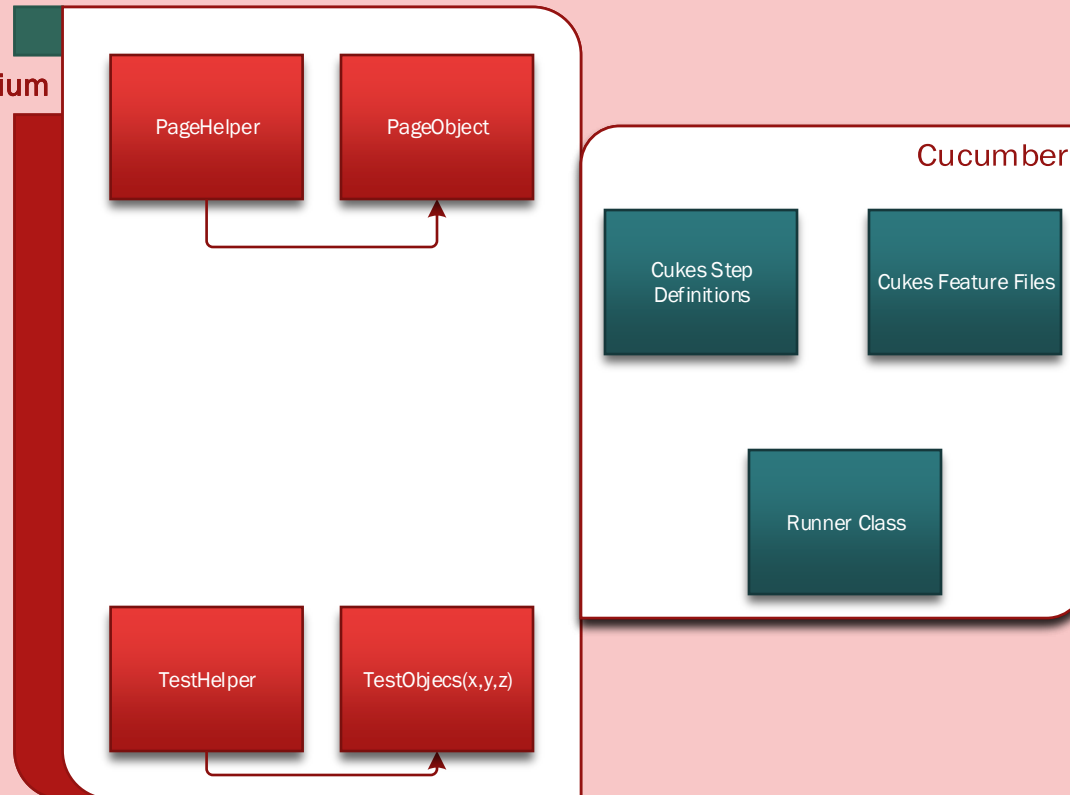 ium
PageHelper
PageObject
Cucumber
Cukes Step
Definitions
Cukes Feature Files
Runner Class
TestHelper
TestObjecs(x,y,z)